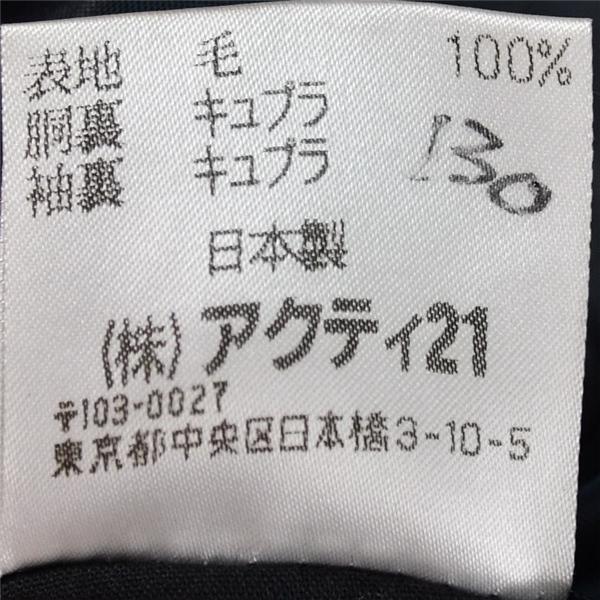 表地 毛 100%
胴裏 キュプラ
袖裏 キュプラ
130
日本製
(株)アクティ21
〒103-0027
東京都中央区日本橋3-10-5